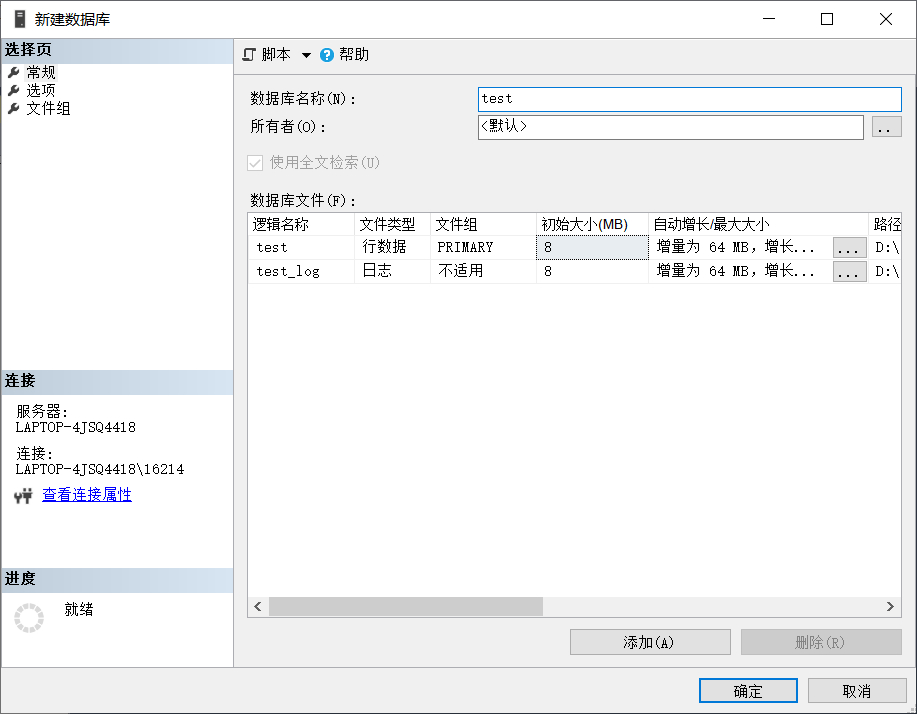 新建数据库
选择页
常规
选项
文件组
脚本 帮助
数据库名称(N):
test
所有者(O):
<默认>
..
使用全文检索(U)
数据库文件(F):
逻辑名称 文件类型 文件组 初始大小(MB) 自动增长/最大大小 路径
test 行数据 PRIMARY 8 增量为 64 MB，增长... ... D:\
test_log 日志 不适用 8 增量为 64 MB，增长... ... D:\
连接
服务器:
LAPTOP-4JSQ4418
连接:
LAPTOP-4JSQ4418\16214
查看连接属性
进度
就绪
添加(A) 删除(R)
确定 取消